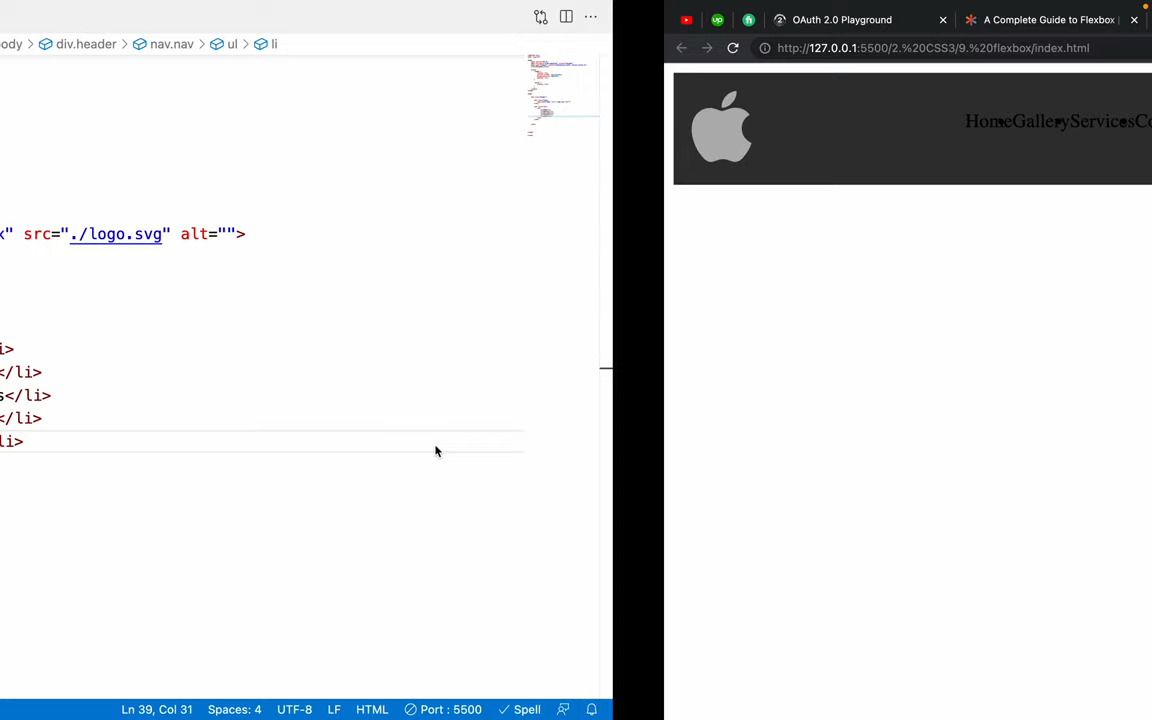 ody > div.header > nav.nav > ul > li
x" src="./logo.svg" alt="">
i>
</li>
s</li>
</li>
li>
Ln 39, Col 31 Spaces: 4 UTF-8 LF HTML Port : 5500 Spell
up
OAuth 2.0 Playground
A Complete Guide to Flexbox
http://127.0.0.1:5500/2.%20CSS3/9.%20flexbox/index.html
HomeGalleryServicesCo